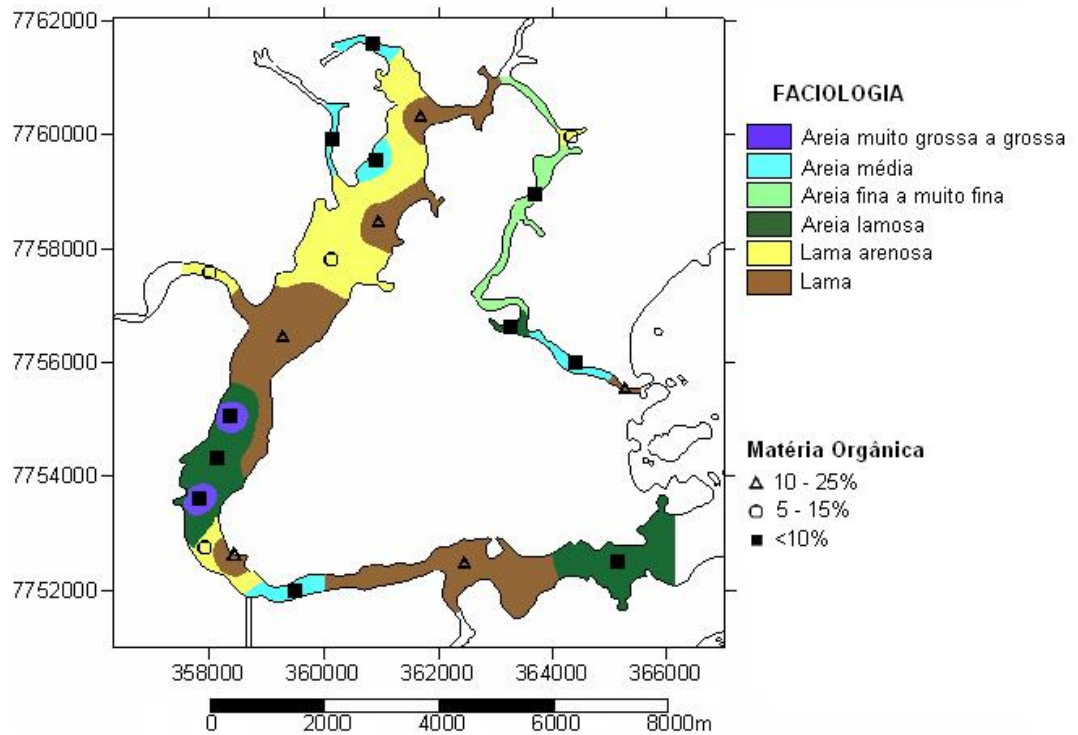 7762000
7760000
7758000
7756000
7754000
7752000
358000 360000 362000 364000 366000
0 2000 4000 6000 8000m
FACIOLOGIA
Areia muito grossa a grossa
Areia média
Areia fina a muito fina
Areia lamosa
Lama arenosa
Lama
Matéria Orgânica
10 - 25%
5 - 15%
<10%